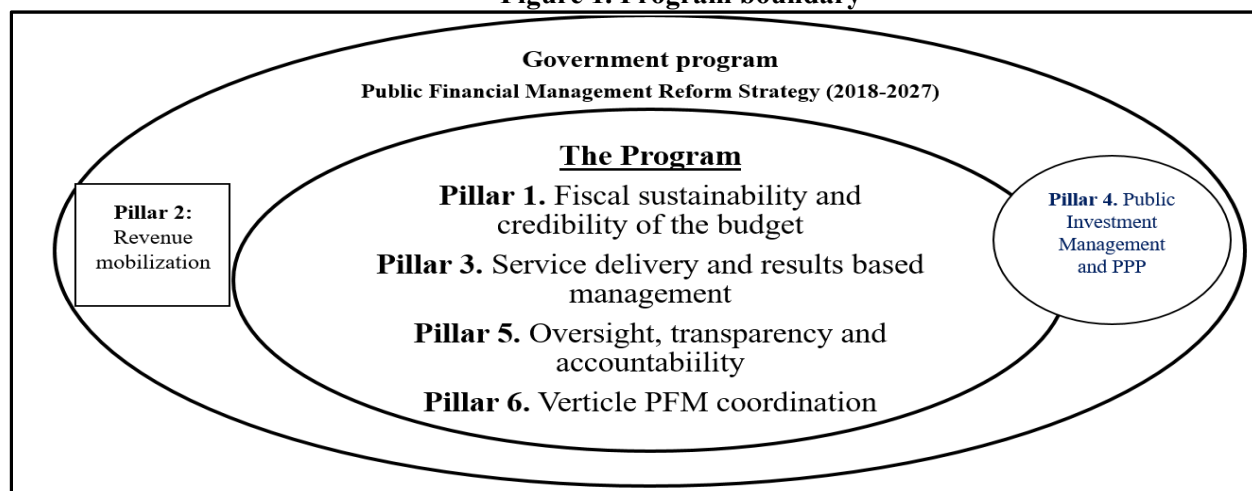 Figure 1. Program boundary
Government program
Public Financial Management Reform Strategy (2018-2027)
The Program
Pillar 1. Fiscal sustainability and
credibility of the budget
Pillar 3. Service delivery and results based
management
Pillar 5. Oversight, transparency and
accountabiility
Pillar 6. Verticle PFM coordination
Pillar 2:
Revenue
mobilization
Pillar 4. Public
Investment
Management
and PPP